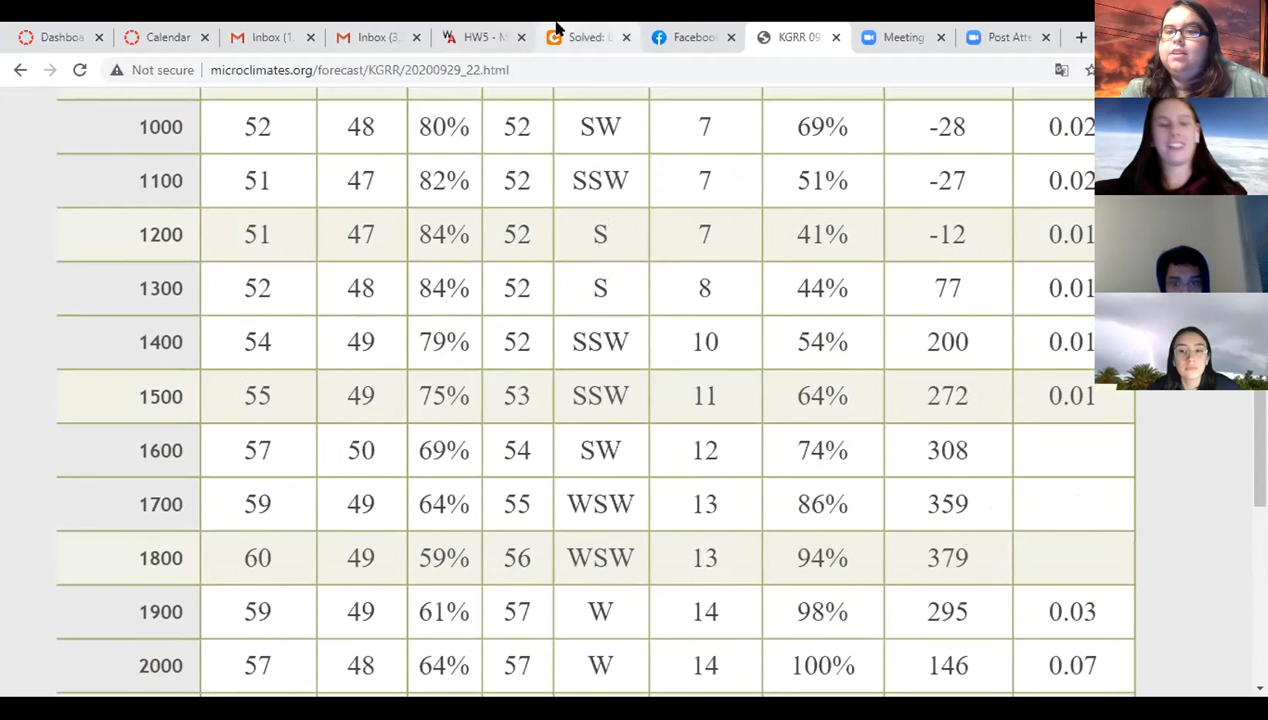 Dashboa Calendar Inbox (1. Inbox (3, HW5 - M Solved: Facebook KGRR 09 Meeting Post Atte
Not secure microclimates.org/forecast/KGRR/20200929_22.html
1000 52 48 80% 52 SW 7 69% -28 0.02
1100 51 47 82% 52 SSW 7 51% -27 0.02
1200 51 47 84% 52 S 7 41% -12 0.01
1300 52 48 84% 52 S 8 44% 77 0.01
1400 54 49 79% 52 SSW 10 54% 200 0.01
1500 55 49 75% 53 SSW 11 64% 272 0.01
1600 57 50 69% 54 SW 12 74% 308
1700 59 49 64% 55 WSW 13 86% 359
1800 60 49 59% 56 WSW 13 94% 379
1900 59 49 61% 57 W 14 98% 295 0.03
2000 57 48 64% 57 W 14 100% 146 0.07